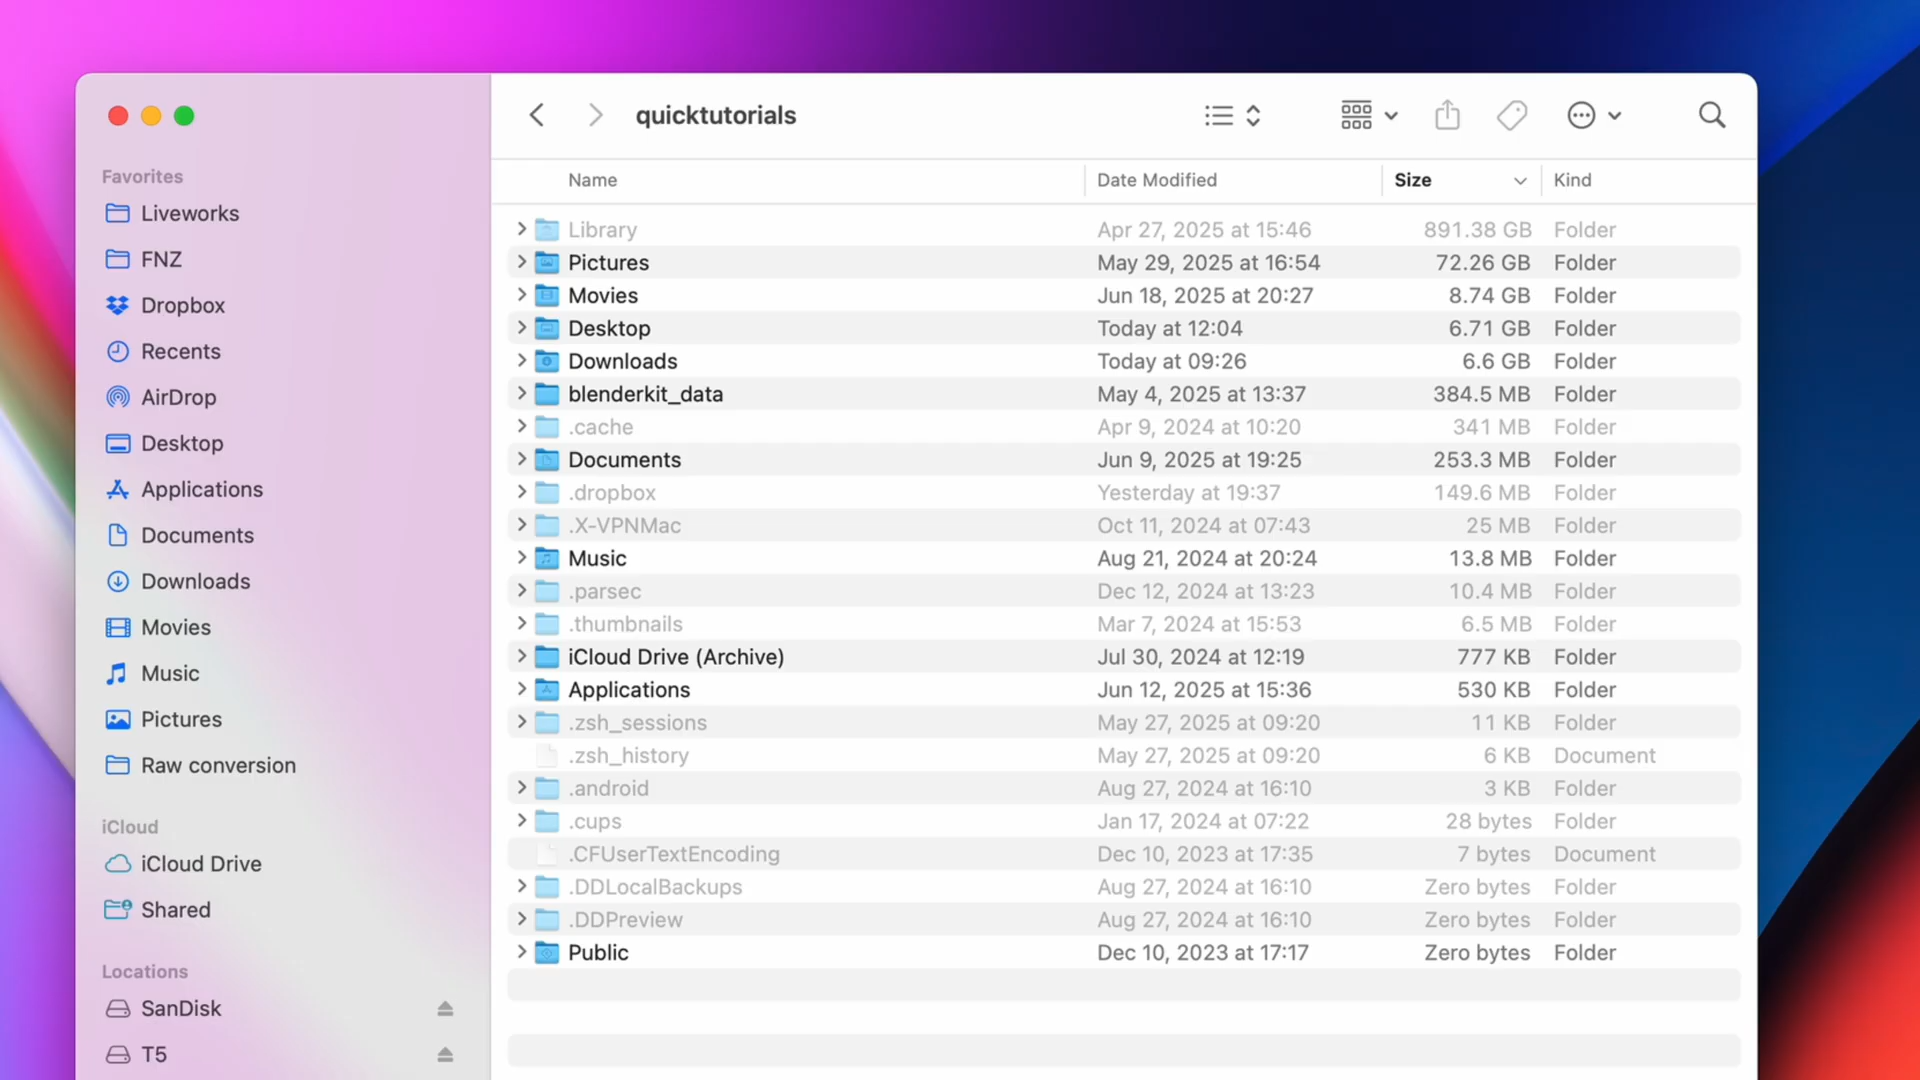 quicktutorials
Favorites
Liveworks
FNZ
Dropbox
Recents
AirDrop
Desktop
Applications
Documents
Downloads
Movies
Music
Pictures
Raw conversion
iCloud
iCloud Drive
Shared
Locations
SanDisk
T5
Name Date Modified Size Kind
Library Apr 27, 2025 at 15:46 891.38 GB Folder
Pictures May 29, 2025 at 16:54 72.26 GB Folder
Movies Jun 18, 2025 at 20:27 8.74 GB Folder
Desktop Today at 12:04 6.71 GB Folder
Downloads Today at 09:26 6.6 GB Folder
blenderkit_data May 4, 2025 at 13:37 384.5 MB Folder
.cache Apr 9, 2024 at 10:20 341 MB Folder
Documents Jun 9, 2025 at 19:25 253.3 MB Folder
.dropbox Yesterday at 19:37 149.6 MB Folder
.X-VPNMac Oct 11, 2024 at 07:43 25 MB Folder
Music Aug 21, 2024 at 20:24 13.8 MB Folder
.parsec Dec 12, 2024 at 13:23 10.4 MB Folder
.thumbnails Mar 7, 2024 at 15:53 6.5 MB Folder
iCloud Drive (Archive) Jul 30, 2024 at 12:19 777 KB Folder
Applications Jun 12, 2025 at 15:36 530 KB Folder
.zsh_sessions May 27, 2025 at 09:20 11 KB Folder
.zsh_history May 27, 2025 at 09:20 6 KB Document
.android Aug 27, 2024 at 16:10 3 KB Folder
.cups Jan 17, 2024 at 07:22 28 bytes Folder
.CFUserTextEncoding Dec 10, 2023 at 17:35 7 bytes Document
.DDLocalBackups Aug 27, 2024 at 16:10 Zero bytes Folder
.DDPreview Aug 27, 2024 at 16:10 Zero bytes Folder
Public Dec 10, 2023 at 17:17 Zero bytes Folder